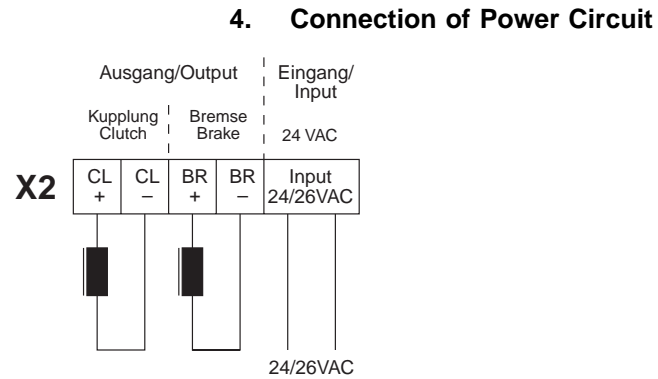 4. Connection of Power Circuit
Ausgang/Output
Eingang/
Input
Kupplung
Clutch
Bremse
Brake
24 VAC
X2
CL
+
CL
–
BR
+
BR
–
Input
24/26VAC
24/26VAC